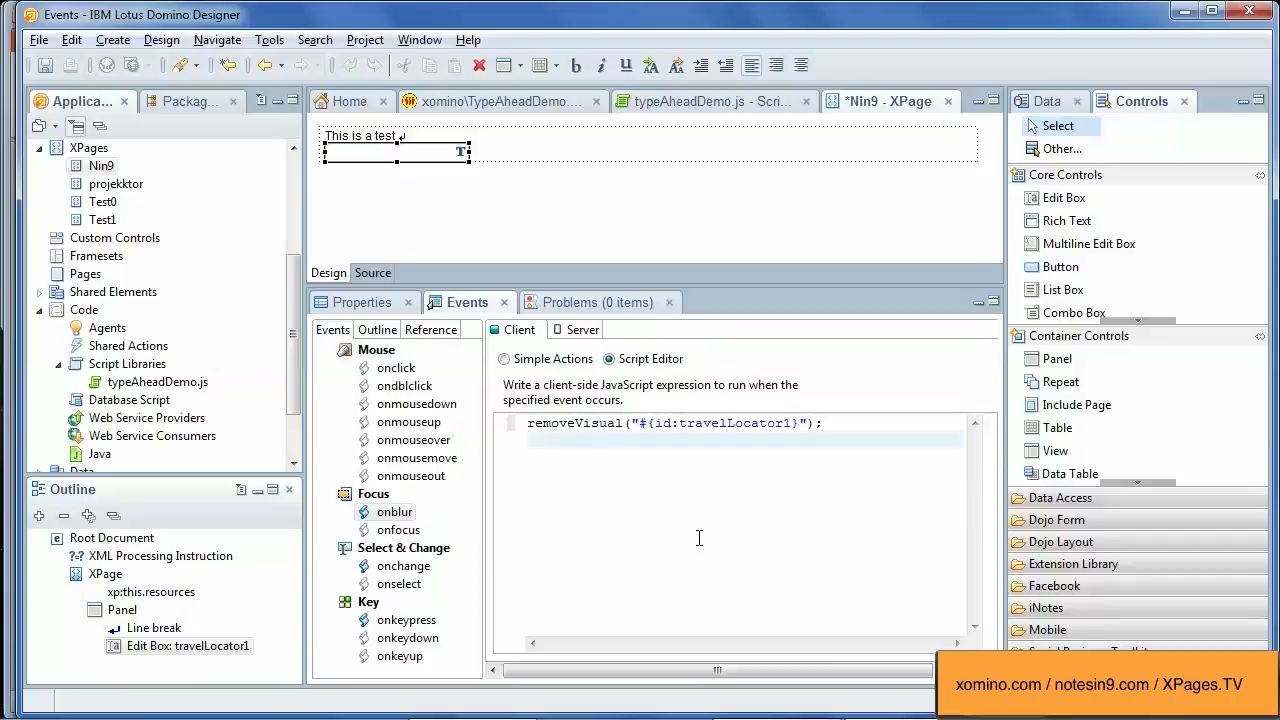 Events - IBM Lotus Domino Designer
File Edit Create Design Navigate Tools Search Project Window Help
Applica... Packag...
Home xomino\TypeAheadDemo.... typeAheadDemo.js - Scri... *Nin9 - XPage
Data Controls
XPages
Nin9
projekktor
Test0
Test1
Custom Controls
Framesets
Pages
Shared Elements
Code
Agents
Shared Actions
Script Libraries
typeAheadDemo.js
Database Script
Web Service Providers
Web Service Consumers
Java
Data
Outline
Root Document
XML Processing Instruction
XPage
xp:this.resources
Panel
Line break
Edit Box: travelLocator1
This is a test
Design Source
Properties Events Problems (0 items)
Events Outline Reference
Mouse
onclick
ondblclick
onmousedown
onmouseup
onmouseover
onmousemove
onmouseout
Focus
onblur
onfocus
Select & Change
onchange
onselect
Key
onkeypress
onkeydown
onkeyup
Client Server
Simple Actions Script Editor
Write a client-side JavaScript expression to run when the
specified event occurs.
removeVisual("#{id:travelLocator1}");
Select
Other...
Core Controls
Edit Box
Rich Text
Multiline Edit Box
Button
List Box
Combo Box
Container Controls
Panel
Repeat
Include Page
Table
View
Data Table
Data Access
Dojo Form
Dojo Layout
Extension Library
Facebook
iNotes
Mobile
xomino.com / notesin9.com / XPages.TV